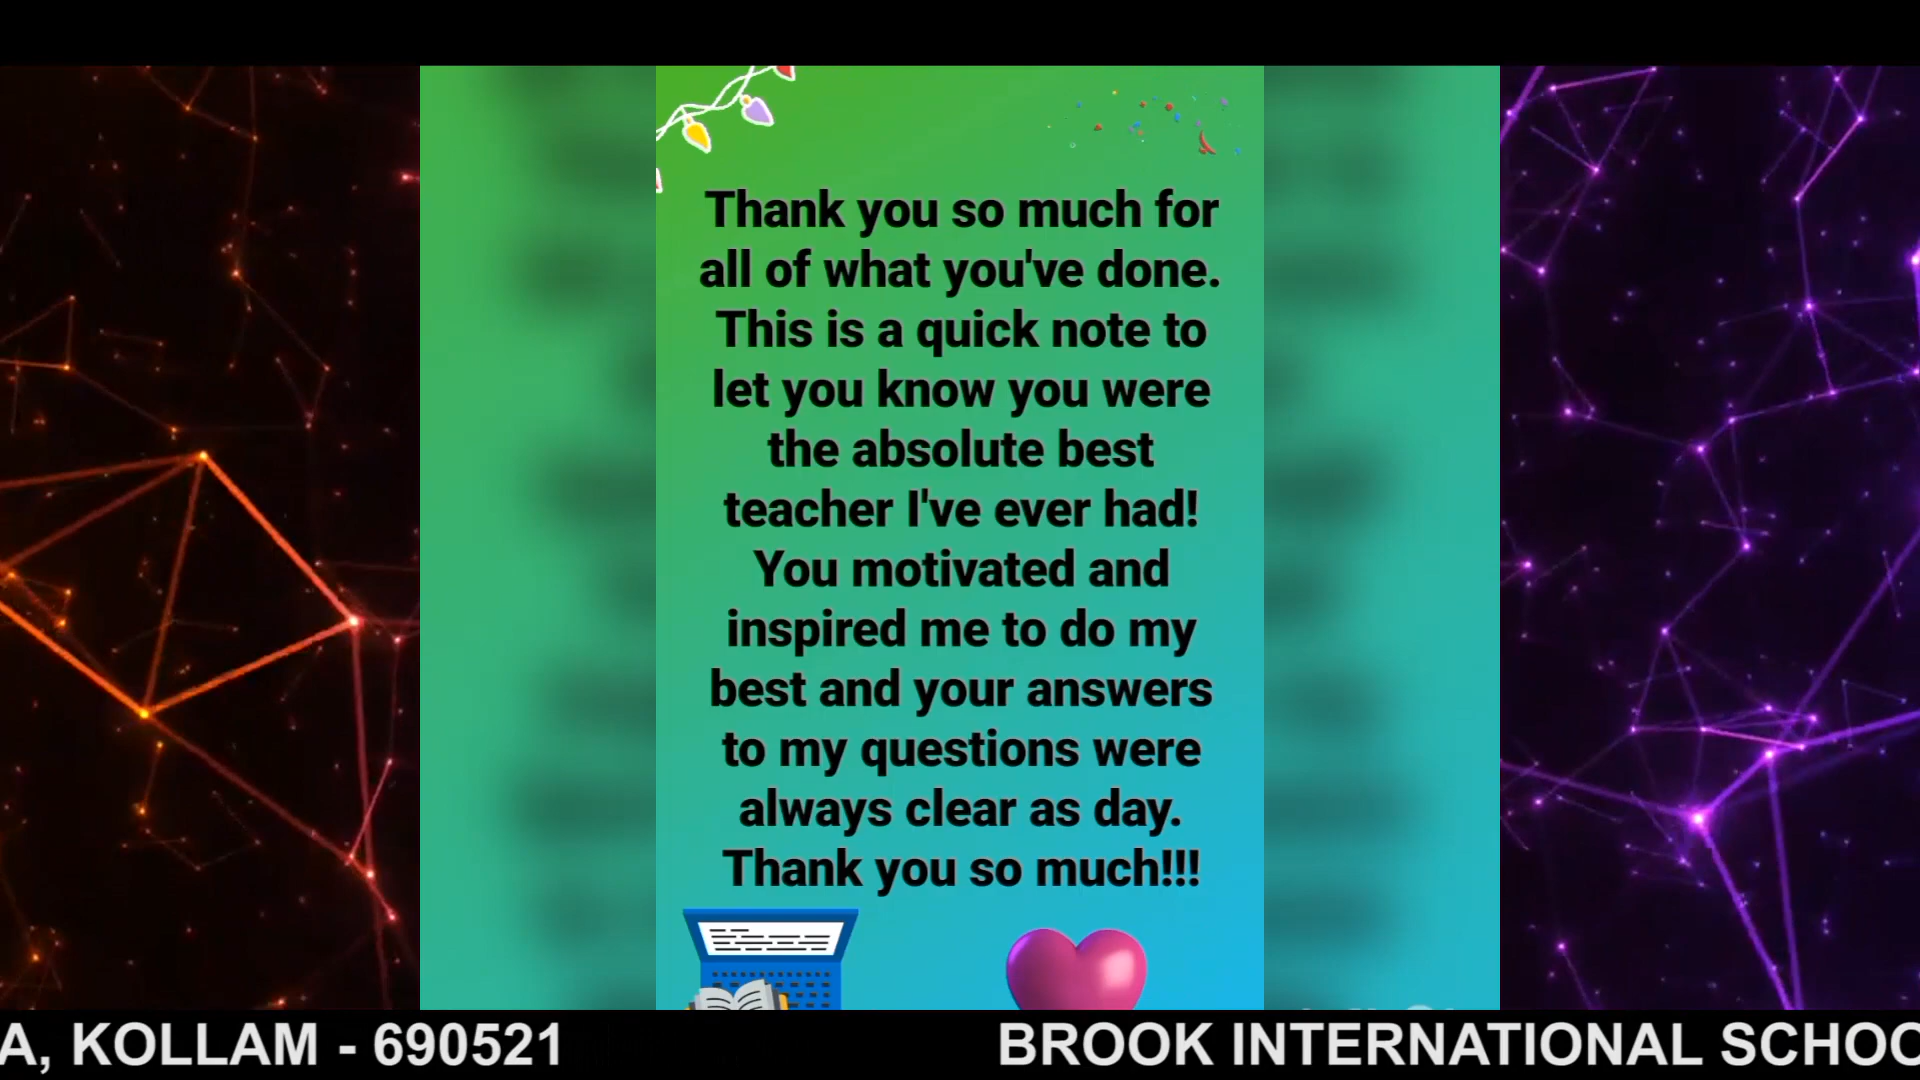 Thank you so much for
all of what you've done.
This is a quick note to
let you know you were
the absolute best
teacher I've ever had!
You motivated and
inspired me to do my
best and your answers
to my questions were
always clear as day.
Thank you so much!!!
A, KOLLAM - 690521 BROOK INTERNATIONAL SCHOO